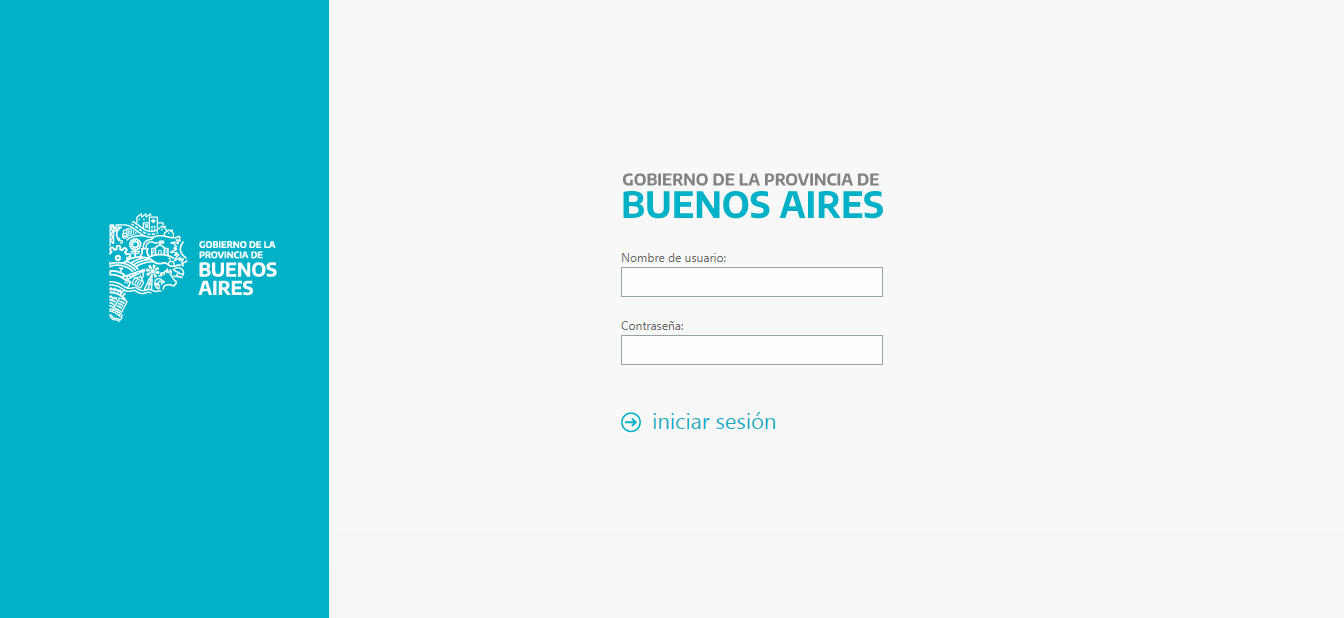 GOBIERNO DE LA
PROVINCIA DE
BUENOS
AIRES
GOBIERNO DE LA PROVINCIA DE
BUENOS AIRES
Nombre de usuario:
Contraseña:
iniciar sesión